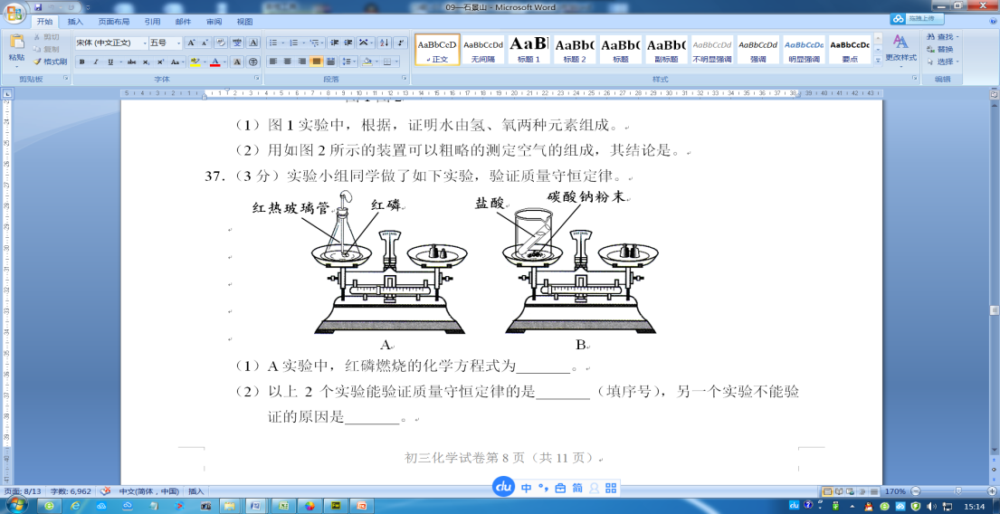 09—石景山 - Microsoft Word
开始 插入 页面布局 引用 邮件 审阅 视图
拖拽上传
粘贴
剪切
复制
格式刷
剪贴板
宋体 (中文正文) 五号
字体
段落
AaBbCcD AaBbCcDd AaBb AaBb( AaBb( AaBb( AaBbCcDd AaBbCcDd AaBbCcDd AaBbCcDc
正文 无间隔 标题 1 标题 2 标题 副标题 不明显强调 强调 明显强调 要点
更改样式
样式
查找
替换
选择
编辑
（1）图 1 实验中，根据，证明水由氢、氧两种元素组成。
（2）用如图 2 所示的装置可以粗略的测定空气的组成，其结论是。
37.（3 分）实验小组同学做了如下实验，验证质量守恒定律。
红热玻璃管 红磷 盐酸 碳酸钠粉末
A B
（1）A 实验中，红磷燃烧的化学方程式为_______。
（2）以上 2 个实验能验证质量守恒定律的是_______（填序号），另一个实验不能验
证的原因是_______。
初三化学试卷第 8 页（共 11 页）
页面: 8/13 字数: 6,962 中文(简体，中国) 插入
du 中 简
170%
15:14